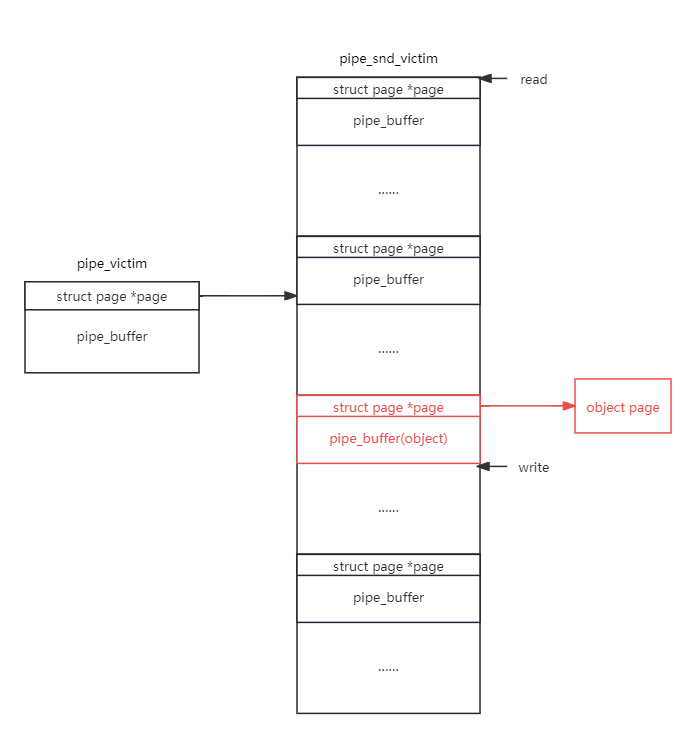 pipe_snd_victim
struct page *page
read
pipe_buffer
......
struct page *page
pipe_buffer
pipe_victim
struct page *page
pipe_buffer
......
struct page *page
object page
pipe_buffer(object)
write
......
struct page *page
pipe_buffer
......